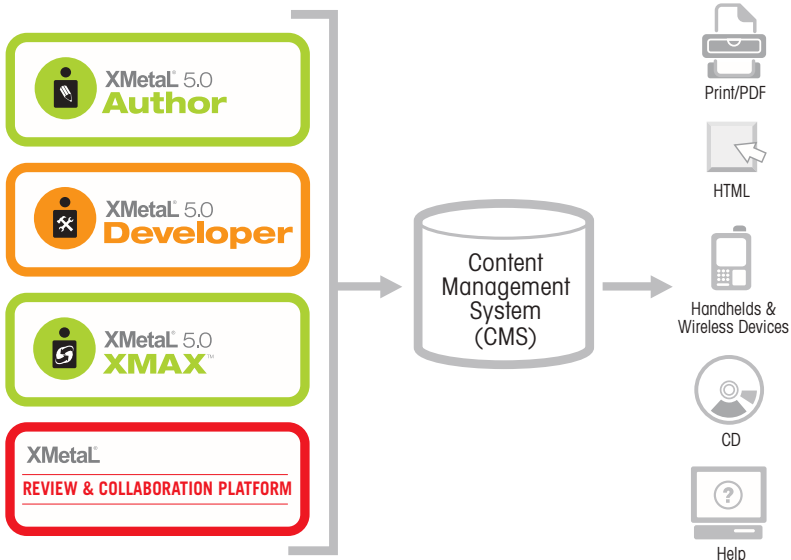 XMetaL® 5.0
Author
XMetaL® 5.0
Developer
XMetaL® 5.0
XMAX™
XMetaL®
REVIEW & COLLABORATION PLATFORM
Content
Management
System
(CMS)
Print/PDF
HTML
Handhelds &
Wireless Devices
CD
?
Help